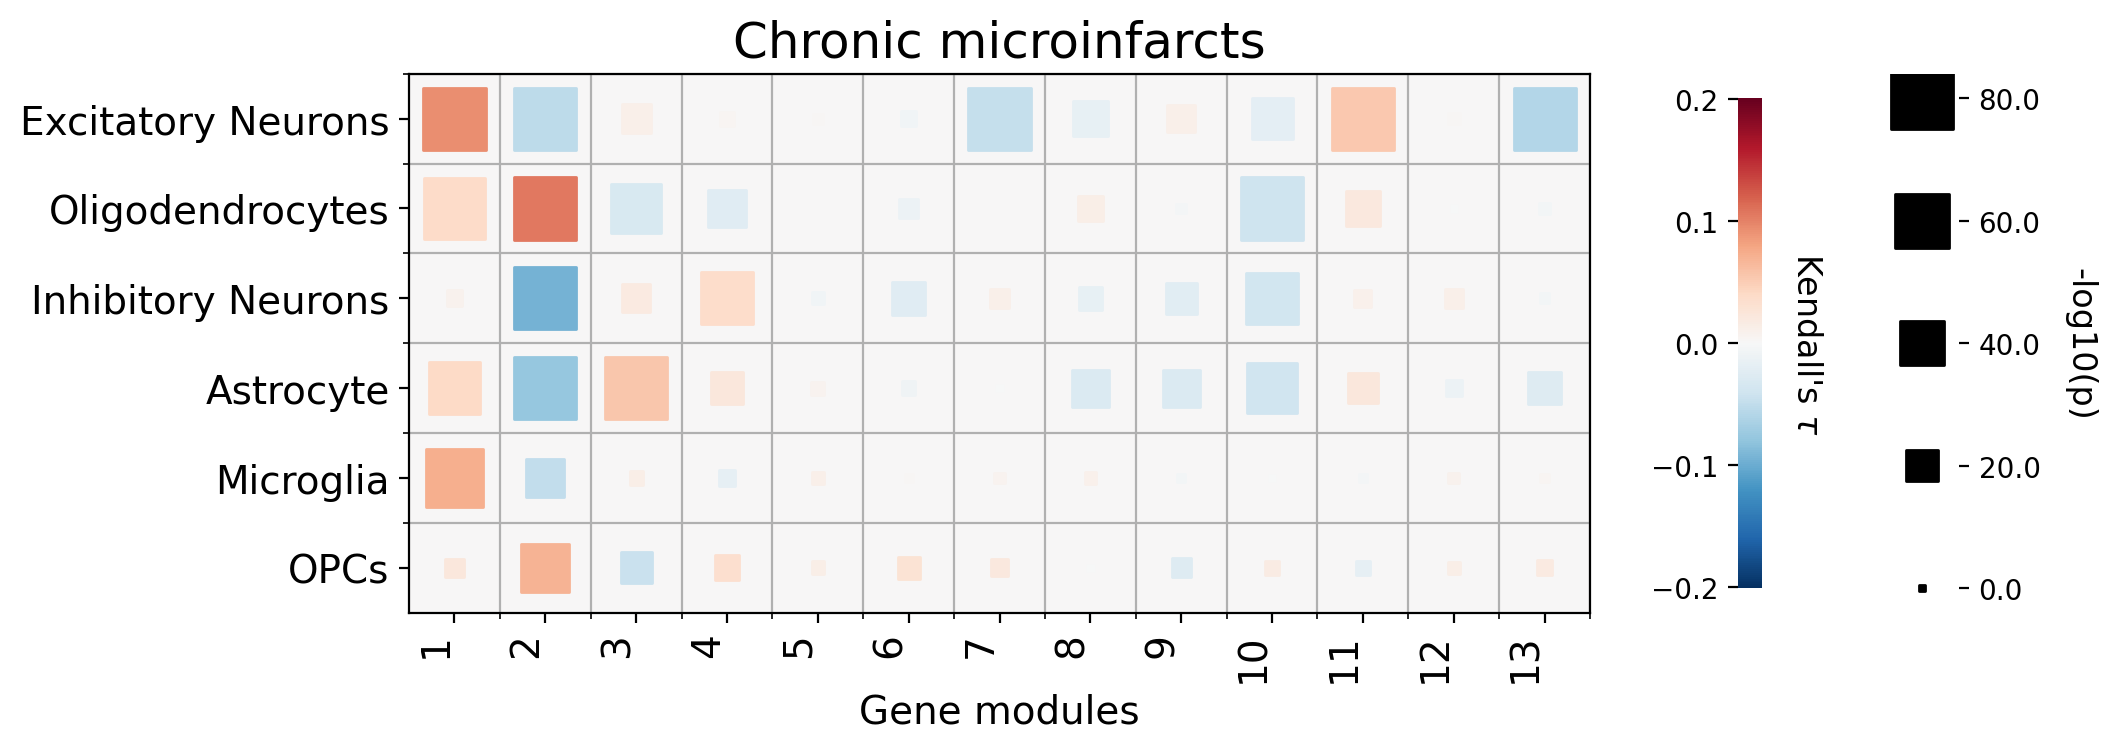 Chronic microinfarcts
Excitatory Neurons
Oligodendrocytes
Inhibitory Neurons
Astrocyte
Microglia
OPCs
1 2 3 4 5 6 7 8 9 10 11 12 13
Gene modules
0.2
0.1
0.0
−0.1
−0.2
Kendall's τ
80.0
60.0
40.0
20.0
0.0
-log10(p)